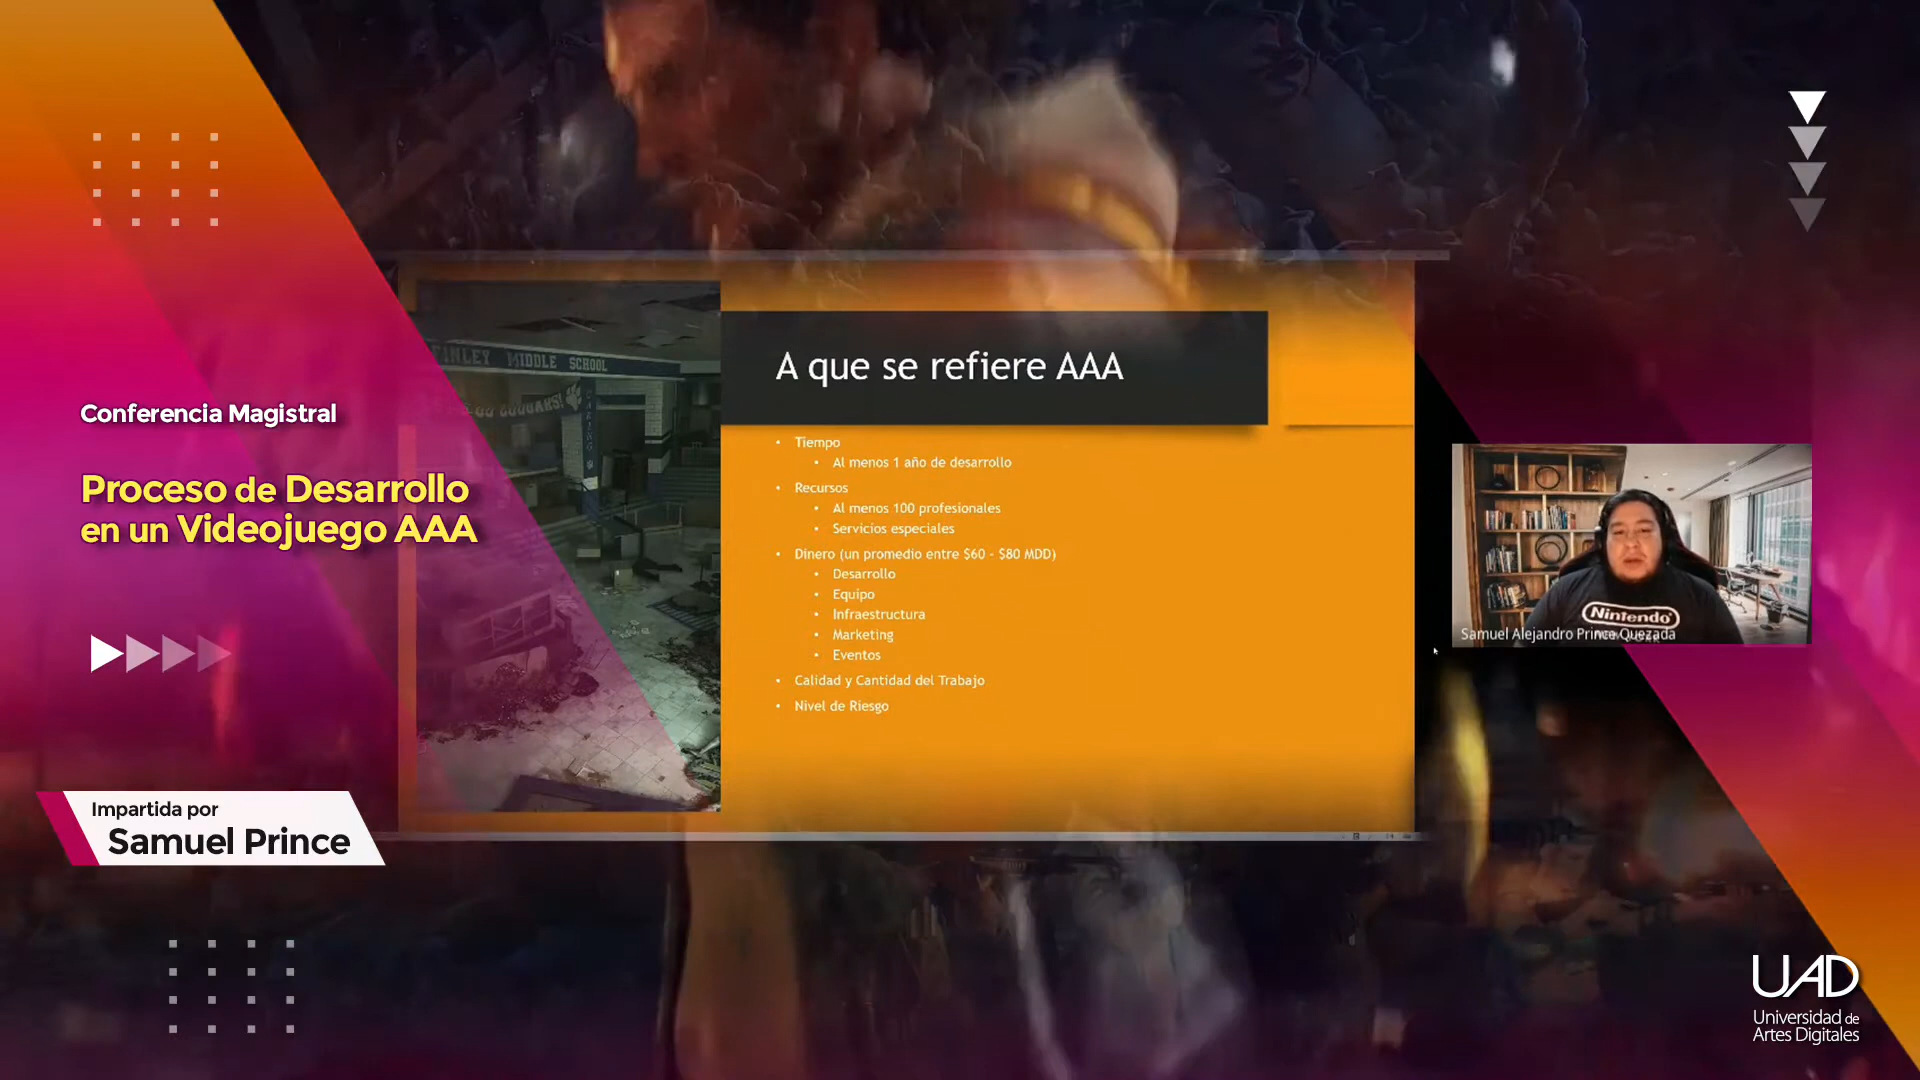 Conferencia Magistral
Proceso de Desarrollo
en un Videojuego AAA
Impartida por
Samuel Prince
FINLEY MIDDLE SCHOOL
GO COUGARS!
A que se refiere AAA
• Tiempo
• Al menos 1 año de desarrollo
• Recursos
• Al menos 100 profesionales
• Servicios especiales
• Dinero (un promedio entre $60 - $80 MDD)
• Desarrollo
• Equipo
• Infraestructura
• Marketing
• Eventos
• Calidad y Cantidad del Trabajo
• Nivel de Riesgo
Nintendo
Samuel Alejandro Prince Quezada
UAD
Universidad de
Artes Digitales